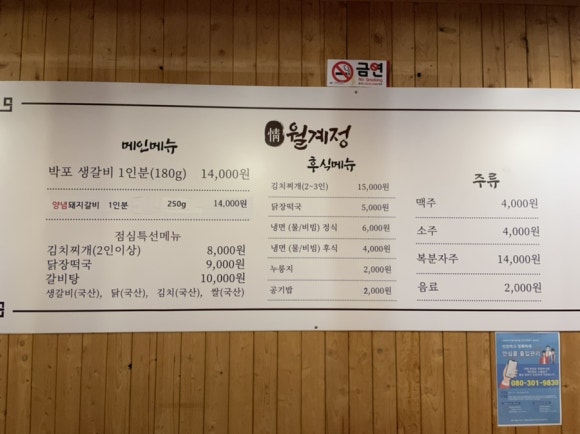 금연
NO SMOKING
情 월계정
메인메뉴
박포 생갈비 1인분(180g) 14,000원
양념돼지갈비 1인분 250g 14,000원
점심특선메뉴
김치찌개(2인이상) 8,000원
닭장떡국 9,000원
갈비탕 10,000원
생갈비(국산), 닭(국산), 김치(국산), 쌀(국산)
후식메뉴
김치찌개(2~3인) 15,000원
닭장떡국 5,000원
냉면 (물/비빔) 정식 6,000원
냉면 (물/비빔) 후식 4,000원
누룽지 2,000원
공기밥 2,000원
주류
맥주 4,000원
소주 4,000원
복분자주 14,000원
음료 2,000원
080-301-9838